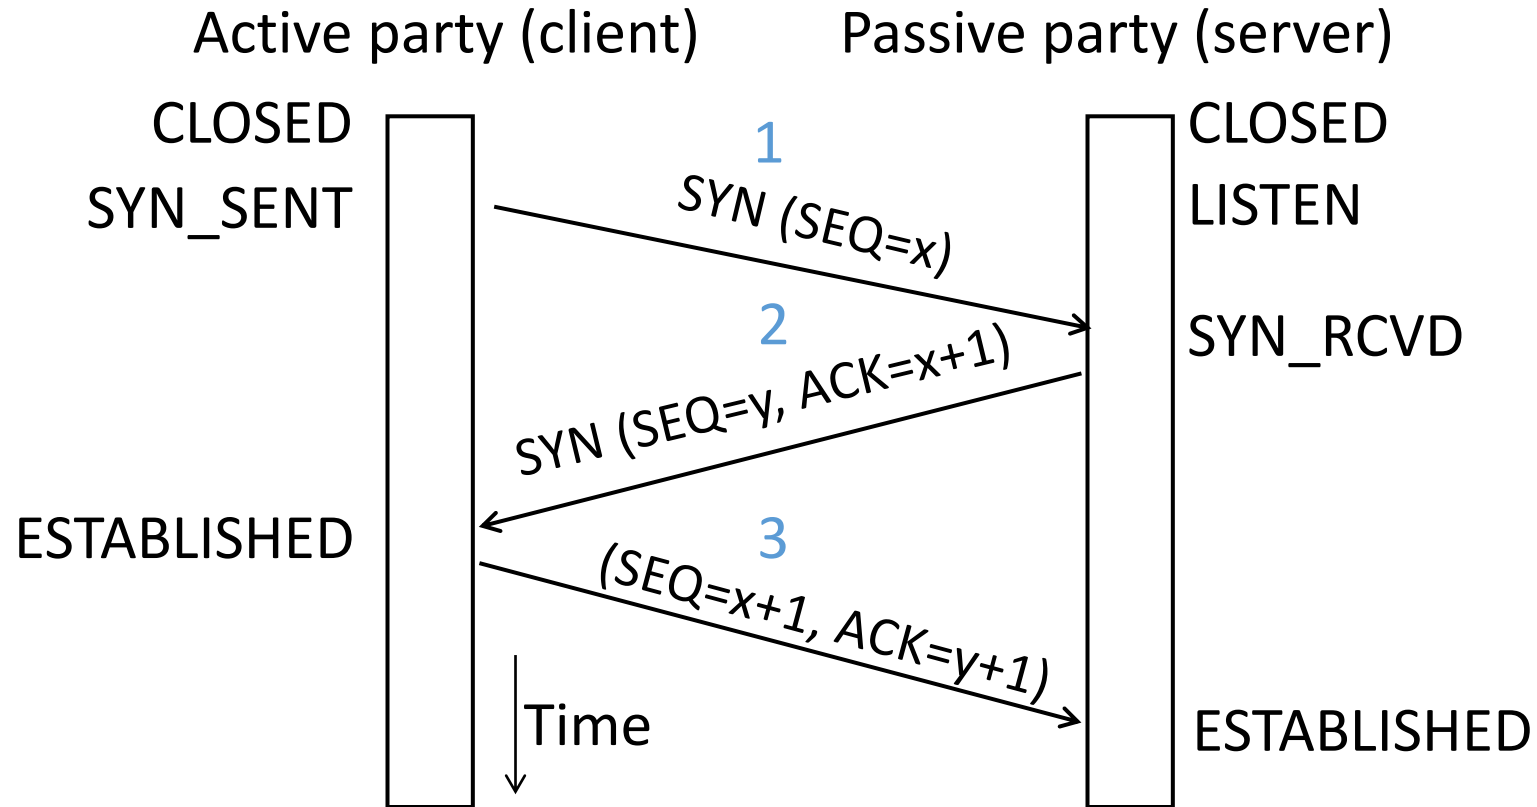 Active party (client)
Passive party (server)
CLOSED
1
CLOSED
SYN_SENT
SYN (SEQ=x)
LISTEN
2
SYN_RCVD
SYN (SEQ=y, ACK=x+1)
ESTABLISHED
3
(SEQ=x+1, ACK=y+1)
Time
ESTABLISHED